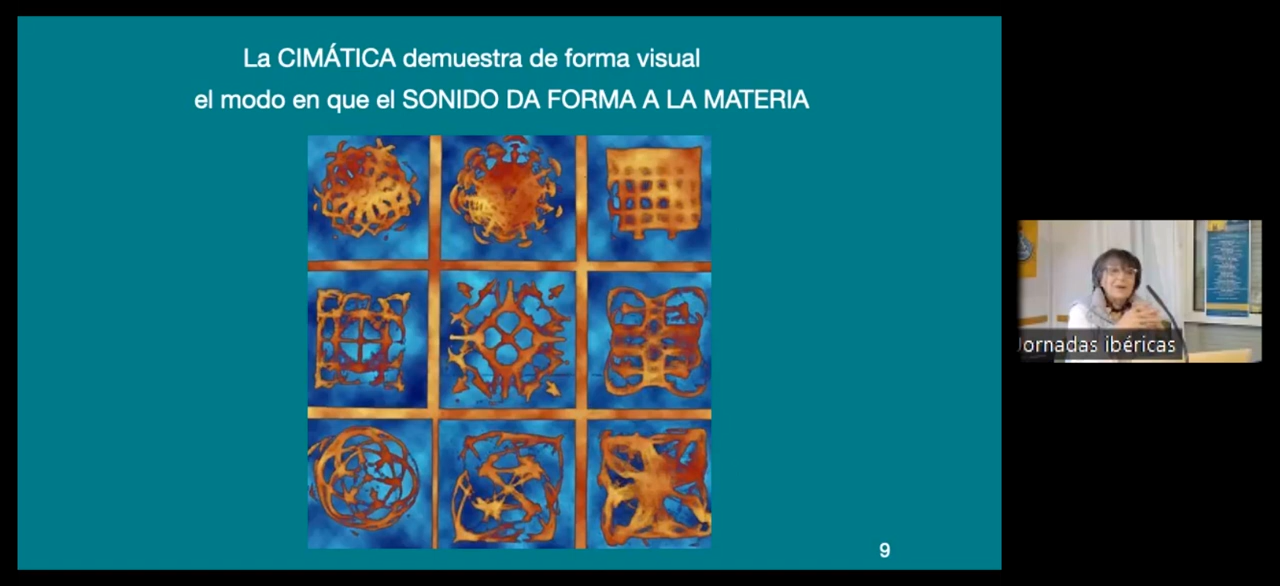 La CIMÁTICA demuestra de forma visual
el modo en que el SONIDO DA FORMA A LA MATERIA
Jornadas ibéricas
9